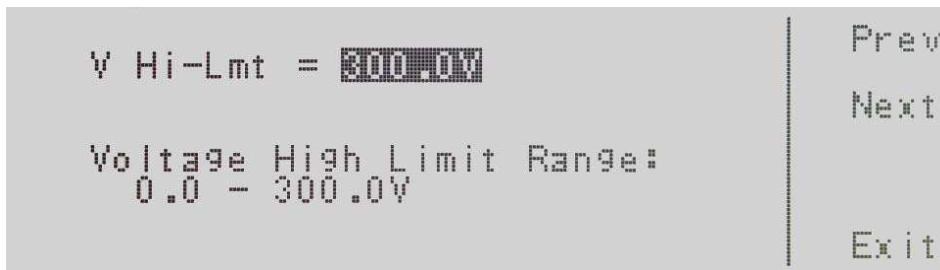 V Hi-Lmt = 300.0V
Voltage High Limit Range:
0.0 - 300.0V
Prev
Next
Exit